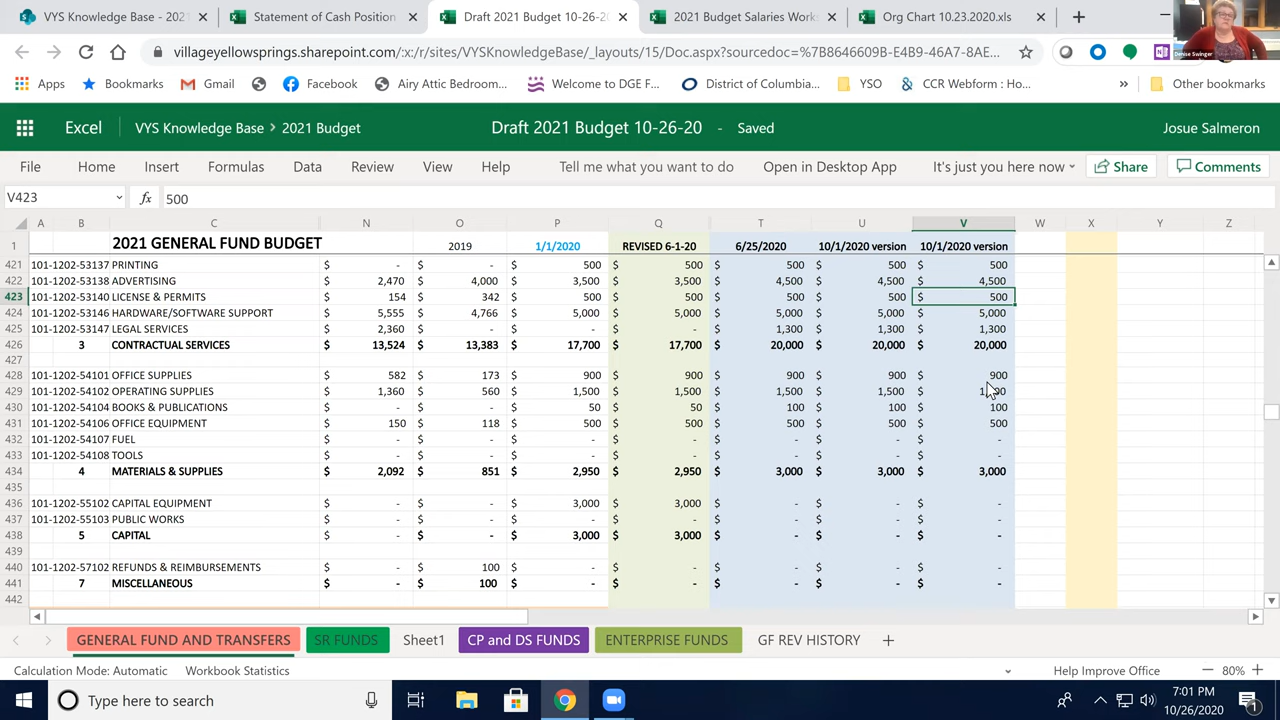 VYS Knowledge Base - 2021 Statement of Cash Position Draft 2021 Budget 10-26-20 2021 Budget Salaries Work Org Chart 10.23.2020.xls
Denise Swinger
villageyellowsprings.sharepoint.com/:x:/r/sites/VYSKnowledgeBase/_layouts/15/Doc.aspx?sourcedoc=%7B8646609B-E4B9-46A7-8AE...
Apps Bookmarks Gmail Facebook Airy Attic Bedroom... Welcome to DGE F... District of Columbia... YSO CCR Webform : Ho... » Other bookmarks
Excel VYS Knowledge Base > 2021 Budget Draft 2021 Budget 10-26-20 - Saved Josue Salmeron
File Home Insert Formulas Data Review View Help Tell me what you want to do Open in Desktop App It's just you here now Share Comments
V423 fx 500
A B C N O P Q T U V W X Y Z
1 2021 GENERAL FUND BUDGET 2019 1/1/2020 REVISED 6-1-20 6/25/2020 10/1/2020 version 10/1/2020 version
421 101-1202-53137 PRINTING $ - $ - $ 500 $ 500 $ 500 $ 500 $ 500
422 101-1202-53138 ADVERTISING $ 2,470 $ 4,000 $ 3,500 $ 3,500 $ 4,500 $ 4,500 $ 4,500
423 101-1202-53140 LICENSE & PERMITS $ 154 $ 342 $ 500 $ 500 $ 500 $ 500 $ 500
424 101-1202-53146 HARDWARE/SOFTWARE SUPPORT $ 5,555 $ 4,766 $ 5,000 $ 5,000 $ 5,000 $ 5,000 $ 5,000
425 101-1202-53147 LEGAL SERVICES $ 2,360 $ - $ - $ - $ 1,300 $ 1,300 $ 1,300
426 3 CONTRACTUAL SERVICES $ 13,524 $ 13,383 $ 17,700 $ 17,700 $ 20,000 $ 20,000 $ 20,000
427
428 101-1202-54101 OFFICE SUPPLIES $ 582 $ 173 $ 900 $ 900 $ 900 $ 900 $ 900
429 101-1202-54102 OPERATING SUPPLIES $ 1,360 $ 560 $ 1,500 $ 1,500 $ 1,500 $ 1,500 $
430 101-1202-54104 BOOKS & PUBLICATIONS $ - $ - $ 50 $ 50 $ 100 $ 100 $ 100
431 101-1202-54106 OFFICE EQUIPMENT $ 150 $ 118 $ 500 $ 500 $ 500 $ 500 $ 500
432 101-1202-54107 FUEL $ - $ - $ - $ - $ - $ - $ -
433 101-1202-54108 TOOLS $ - $ - $ - $ - $ - $ - $ -
434 4 MATERIALS & SUPPLIES $ 2,092 $ 851 $ 2,950 $ 2,950 $ 3,000 $ 3,000 $ 3,000
435
436 101-1202-55102 CAPITAL EQUIPMENT $ - $ - $ 3,000 $ 3,000 $ - $ - $ -
437 101-1202-55103 PUBLIC WORKS $ - $ - $ - $ - $ - $ - $ -
438 5 CAPITAL $ - $ - $ 3,000 $ 3,000 $ - $ - $ -
439
440 101-1202-57102 REFUNDS & REIMBURSEMENTS $ - $ 100 $ - $ - $ - $ - $ -
441 7 MISCELLANEOUS $ - $ 100 $ - $ - $ - $ - $ -
442
GENERAL FUND AND TRANSFERS SR FUNDS Sheet1 CP and DS FUNDS ENTERPRISE FUNDS GF REV HISTORY +
Calculation Mode: Automatic Workbook Statistics Help Improve Office - 80% +
Type here to search 7:01 PM
10/26/2020 1